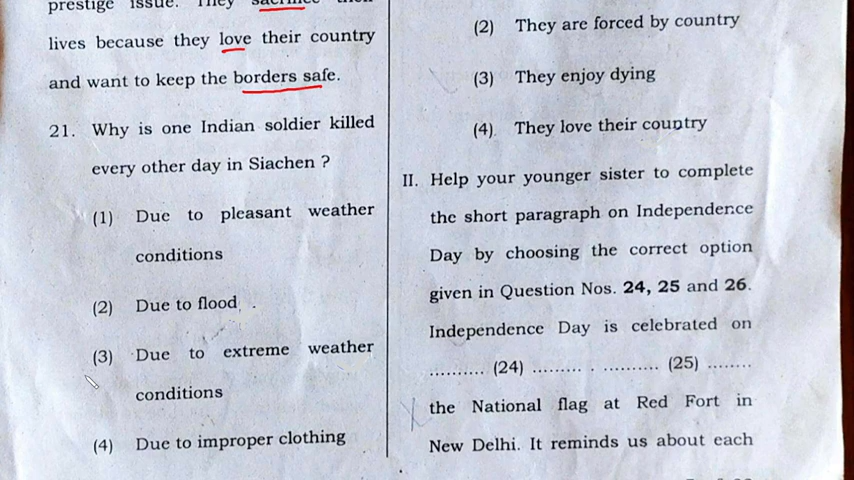 prestige issue. They sacrifice their
lives because they love their country
and want to keep the borders safe.
21. Why is one Indian soldier killed
every other day in Siachen ?
(1) Due to pleasant weather
conditions
(2) Due to flood
(3) Due to extreme weather
conditions
(4) Due to improper clothing
(2) They are forced by country
(3) They enjoy dying
(4) They love their country
II. Help your younger sister to complete
the short paragraph on Independence
Day by choosing the correct option
given in Question Nos. 24, 25 and 26.
Independence Day is celebrated on
.......... (24) ......... . ........... (25) ........
the National flag at Red Fort in
New Delhi. It reminds us about each